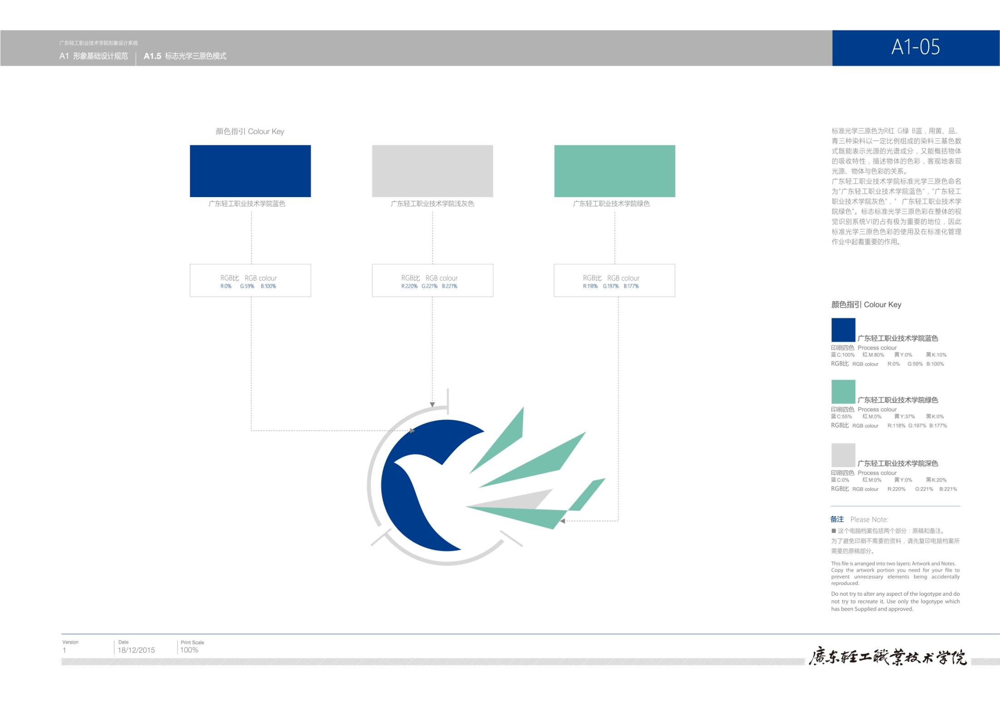 广东轻工职业技术学院形象设计系统
A1 形象基础设计规范 A1.5 标志光学三原色模式
A1-05
颜色指引 Colour Key
广东轻工职业技术学院蓝色
广东轻工职业技术学院浅灰色
广东轻工职业技术学院绿色
RGB比 RGB colour
R:0% G:59% B:100%
RGB比 RGB colour
R:220% G:221% B:221%
RGB比 RGB colour
R:118% G:197% B:177%
标准光学三原色为R红 G绿 B蓝，用黄、品、
青三种染料以一定比例组成的染料三基色数
式既能表示光源的光谱成分，又能概括物体
的吸收特性，描述物体的色彩，客观地表现
光源、物体与色彩的关系。
广东轻工职业技术学院标准光学三原色命名
为“广东轻工职业技术学院蓝色”，“广东轻工
职业技术学院灰色”，“ 广东轻工职业技术学
院绿色”。标志标准光学三原色彩在整体的视
觉识别系统VI的占有极为重要的地位，因此
标准光学三原色色彩的使用及在标准化管理
作业中起着重要的作用。
颜色指引 Colour Key
广东轻工职业技术学院蓝色
印刷四色 Process colour
蓝C:100% 红M:80% 黄Y:0% 黑K:10%
RGB比 RGB colour R:0% G:59% B:100%
广东轻工职业技术学院绿色
印刷四色 Process colour
蓝C:55% 红M:0% 黄Y:37% 黑K:0%
RGB比 RGB colour R:118% G:197% B:177%
广东轻工职业技术学院深色
印刷四色 Process colour
蓝C:0% 红M:0% 黄Y:0% 黑K:20%
RGB比 RGB colour R:220% G:221% B:221%
备注 Please Note:
■ 这个电脑档案包括两个部分：原稿和备注。
为了避免印刷不需要的资料，请先复印电脑档案所
需要的原稿部分。
This file is arranged into two layers: Artwork and Notes.
Copy the artwork portion you need for your file to
prevent unnecessary elements being accidentally
reproduced.
Do not try to alter any aspect of the logotype and do
not try to recreate it. Use only the logotype which
has been Supplied and approved.
Version
1
Date
18/12/2015
Print Scale
100%
廣东轻工職業技术学院